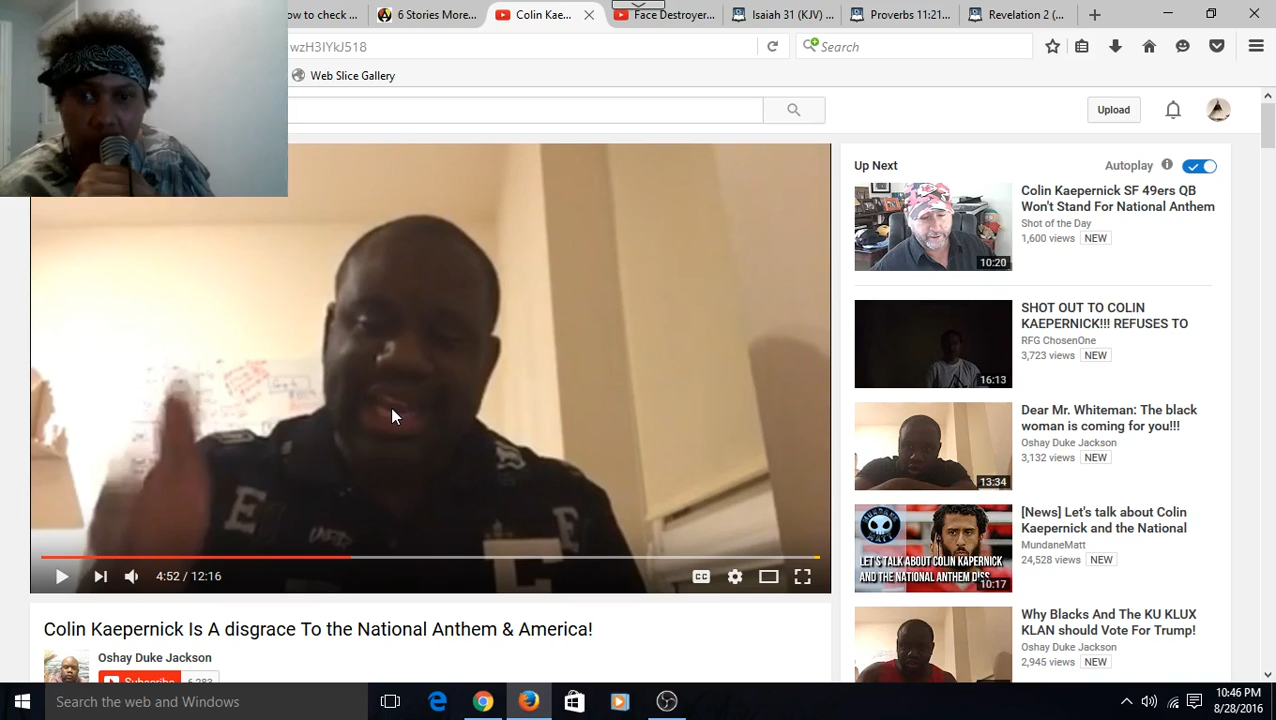 ow to check ...
6 Stories More...
Colin Kae...
Face Destroyer...
Isaiah 31 (KJV) ...
Proverbs 11:21...
Revelation 2 (...
wzH3IYkJ518
Search
Web Slice Gallery
Upload
Up Next
Autoplay
Colin Kaepernick SF 49ers QB
Won't Stand For National Anthem
Shot of the Day
1,600 views NEW
10:20
SHOT OUT TO COLIN
KAEPERNICK!!! REFUSES TO
RFG ChosenOne
3,723 views NEW
16:13
Dear Mr. Whiteman: The black
woman is coming for you!!!
Oshay Duke Jackson
3,132 views NEW
13:34
[News] Let's talk about Colin
Kaepernick and the National
MundaneMatt
24,528 views NEW
LET'S TALK ABOUT COLIN KAPERNICK
AND THE NATIONAL ANTHEM DISS
10:17
Why Blacks And The KU KLUX
KLAN should Vote For Trump!
Oshay Duke Jackson
2,945 views NEW
4:52 / 12:16
CC
Colin Kaepernick Is A disgrace To the National Anthem & America!
Oshay Duke Jackson
Subscribe
Search the web and Windows
10:46 PM
8/28/2016